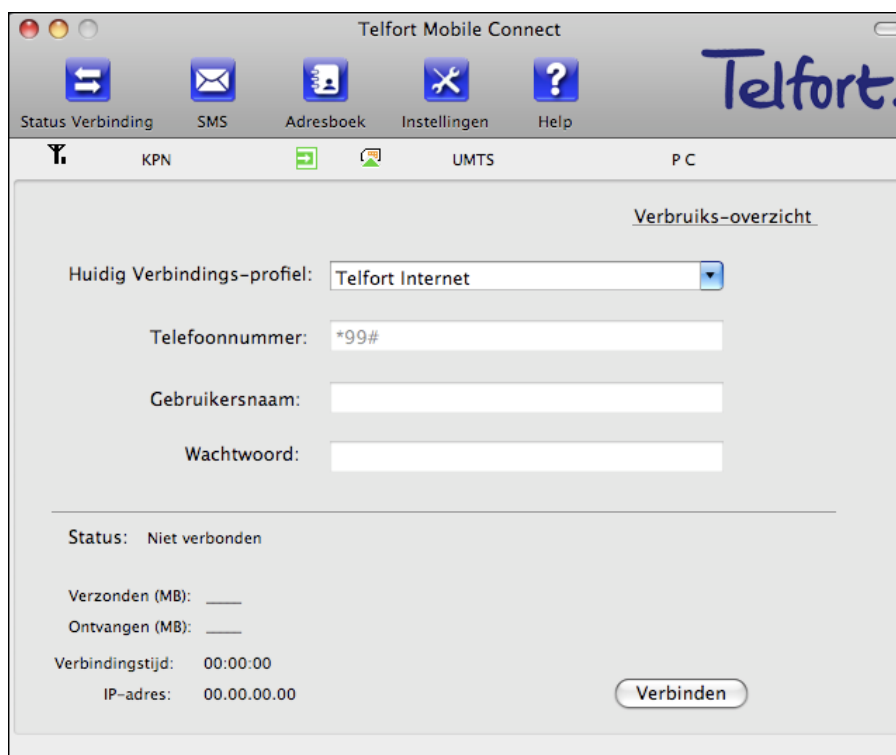 Telfort Mobile Connect
Telfort.
Status Verbinding SMS Adresboek Instellingen Help
KPN UMTS P C
Verbruiks-overzicht
Huidig Verbindings-profiel: Telfort Internet
Telefoonnummer: *99#
Gebruikersnaam:
Wachtwoord:
Status: Niet verbonden
Verzonden (MB): ____
Ontvangen (MB): ____
Verbindingstijd: 00:00:00
IP-adres: 00.00.00.00
Verbinden